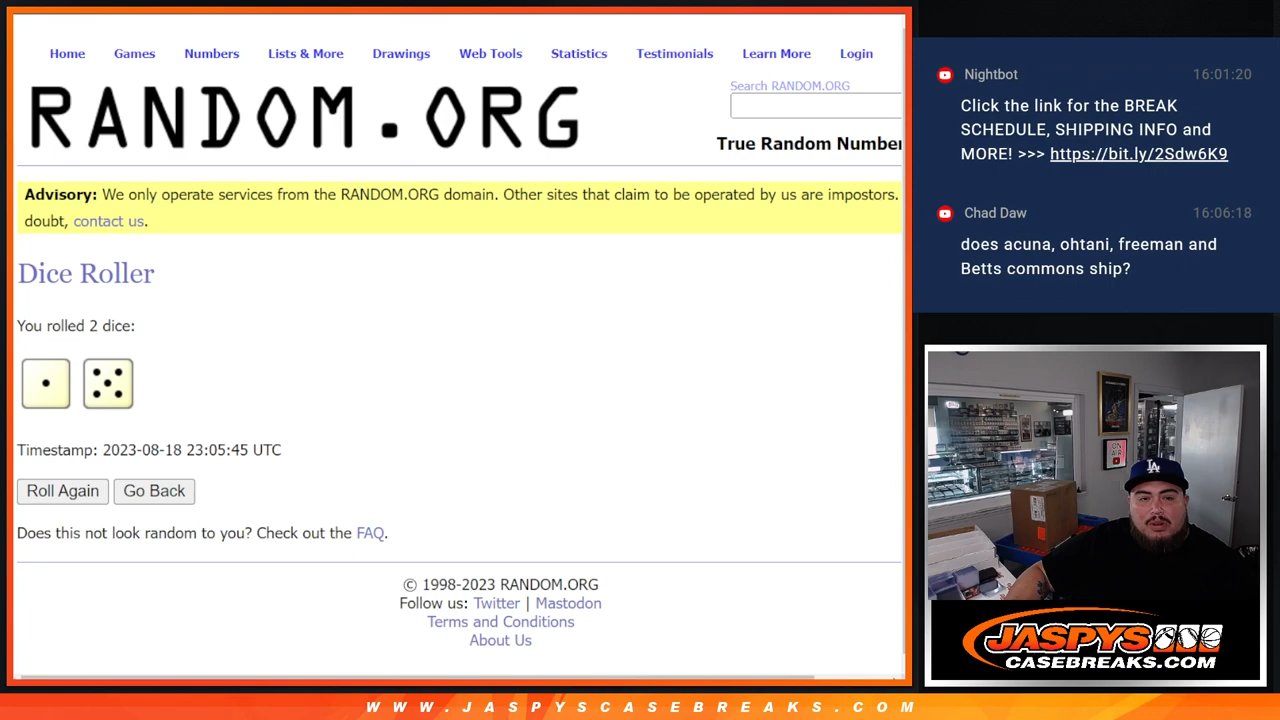 Home Games Numbers Lists & More Drawings Web Tools Statistics Testimonials Learn More Login
RANDOM.ORG
Search RANDOM.ORG
True Random Number
Advisory: We only operate services from the RANDOM.ORG domain. Other sites that claim to be operated by us are impostors.
doubt, contact us.
Dice Roller
You rolled 2 dice:
Timestamp: 2023-08-18 23:05:45 UTC
Roll Again Go Back
Does this not look random to you? Check out the FAQ.
© 1998-2023 RANDOM.ORG
Follow us: Twitter | Mastodon
Terms and Conditions
About Us
Nightbot 16:01:20
Click the link for the BREAK
SCHEDULE, SHIPPING INFO and
MORE! >>> https://bit.ly/2Sdw6K9
Chad Daw 16:06:18
does acuna, ohtani, freeman and
Betts commons ship?
ON
AIR
LA
JASPYS
CASEBREAKS.COM
WWW.JASPYSCASEBREAKS.COM